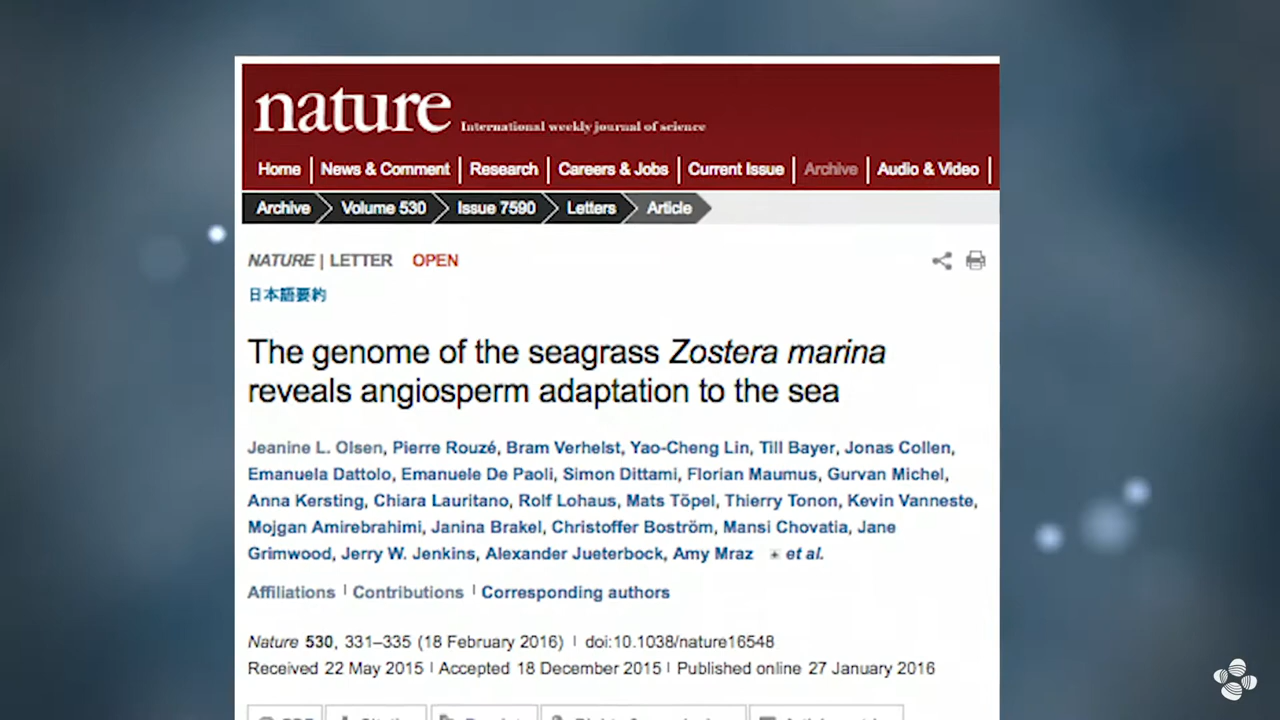 nature International weekly journal of science
Home News & Comment Research Careers & Jobs Current Issue Archive Audio & Video
Archive Volume 530 Issue 7590 Letters Article
NATURE | LETTER OPEN
日本語要約
The genome of the seagrass Zostera marina
reveals angiosperm adaptation to the sea
Jeanine L. Olsen, Pierre Rouzé, Bram Verhelst, Yao-Cheng Lin, Till Bayer, Jonas Collen,
Emanuela Dattolo, Emanuele De Paoli, Simon Dittami, Florian Maumus, Gurvan Michel,
Anna Kersting, Chiara Lauritano, Rolf Lohaus, Mats Töpel, Thierry Tonon, Kevin Vanneste,
Mojgan Amirebrahimi, Janina Brakel, Christoffer Boström, Mansi Chovatia, Jane
Grimwood, Jerry W. Jenkins, Alexander Jueterbock, Amy Mraz et al.
Affiliations | Contributions | Corresponding authors
Nature 530, 331–335 (18 February 2016) | doi:10.1038/nature16548
Received 22 May 2015 | Accepted 18 December 2015 | Published online 27 January 2016